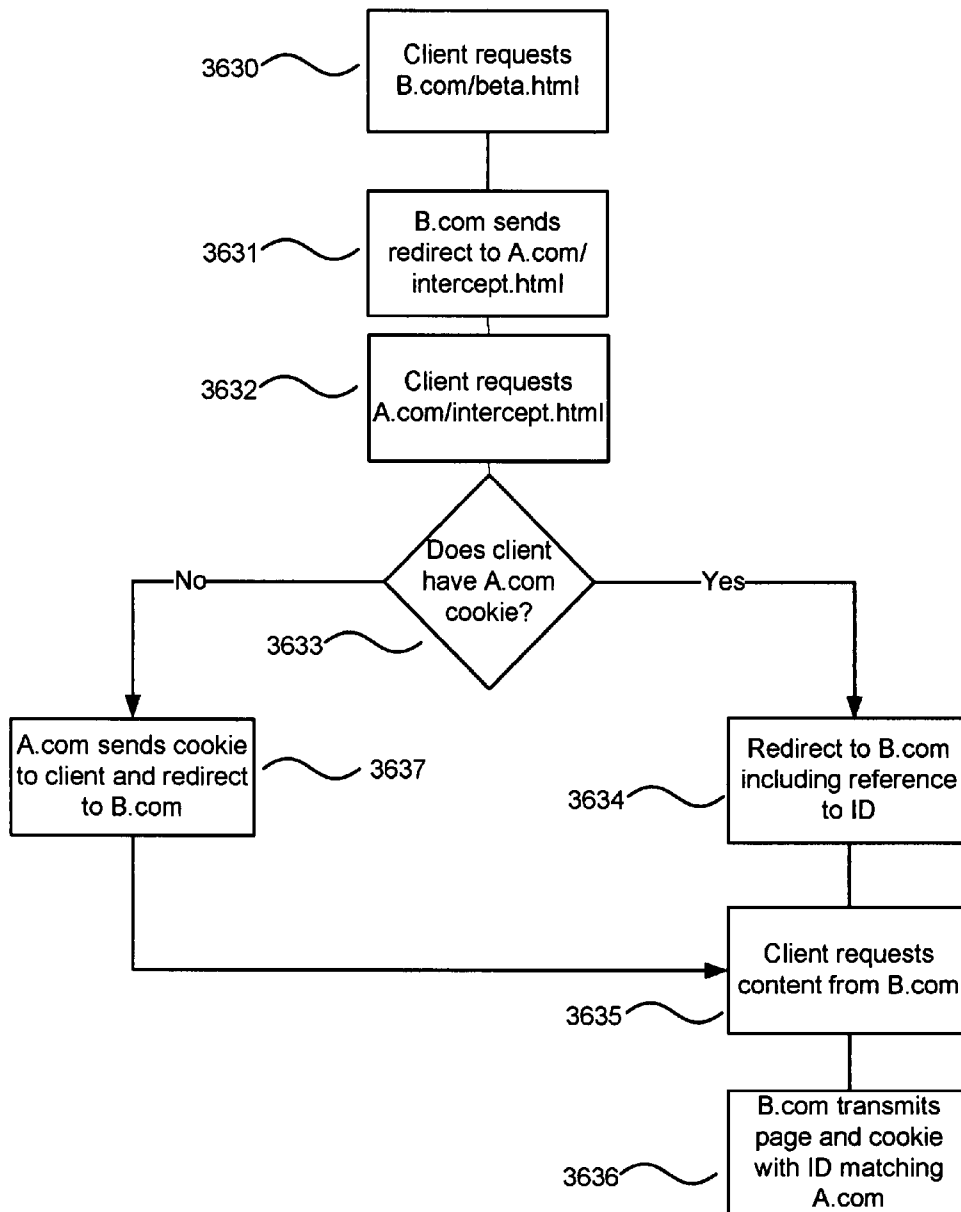 3630
Client requests
B.com/beta.html
3631
B.com sends
redirect to A.com/
intercept.html
3632
Client requests
A.com/intercept.html
Does client
have A.com
cookie?
No
Yes
3633
A.com sends cookie
to client and redirect
to B.com
3637
Redirect to B.com
including reference
to ID
3634
Client requests
content from B.com
3635
B.com transmits
page and cookie
with ID matching
A.com
3636